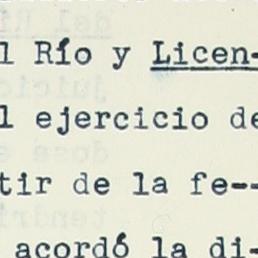 l Río y Licen-
l ejercicio de
tir de la fe--
acordó la di-